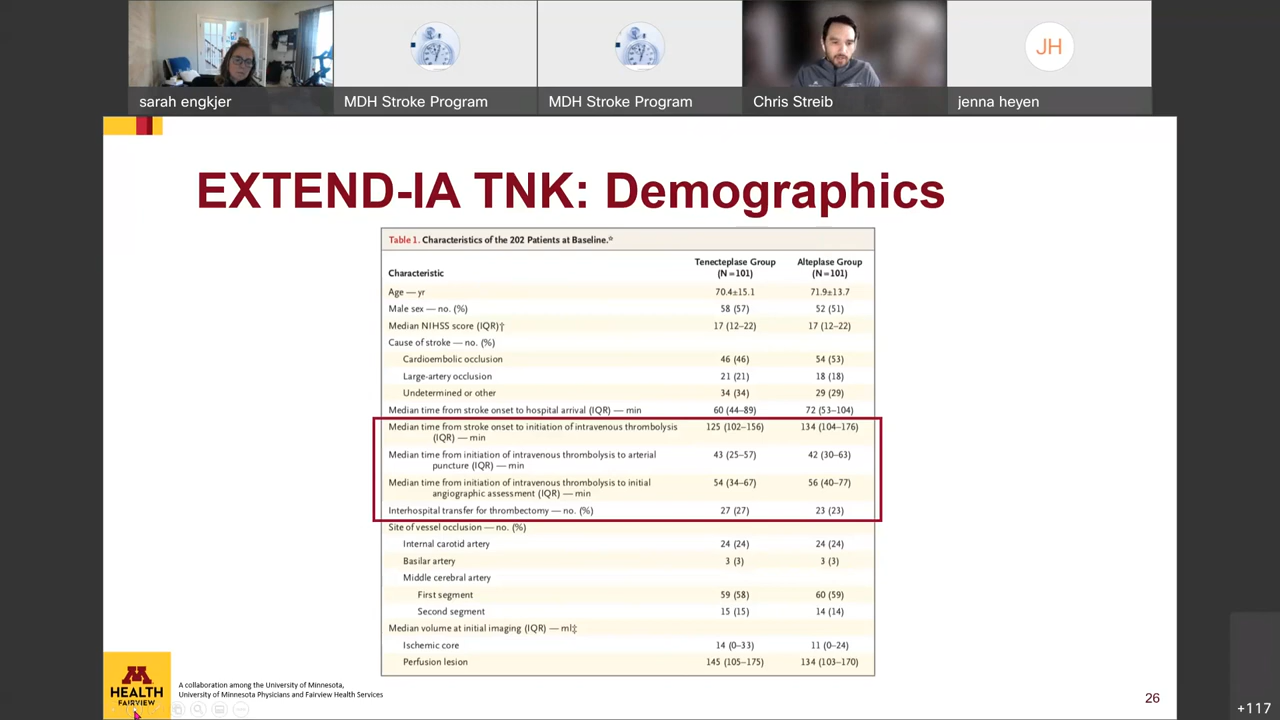 JH
sarah engkjer
MDH Stroke Program
MDH Stroke Program
Chris Streib
jenna heyen
EXTEND-IA TNK: Demographics
Table 1. Characteristics of the 202 Patients at Baseline.*
Characteristic Tenecteplase Group (N=101) Alteplase Group (N=101)
Age — yr 70.4±15.1 71.9±13.7
Male sex — no. (%) 58 (57) 52 (51)
Median NIHSS score (IQR)† 17 (12–22) 17 (12–22)
Cause of stroke — no. (%)
Cardioembolic occlusion 46 (46) 54 (53)
Large-artery occlusion 21 (21) 18 (18)
Undetermined or other 34 (34) 29 (29)
Median time from stroke onset to hospital arrival (IQR) — min 60 (44–89) 72 (53–104)
Median time from stroke onset to initiation of intravenous thrombolysis 125 (102–156) 134 (104–176)
(IQR) — min
Median time from initiation of intravenous thrombolysis to arterial 43 (25–57) 42 (30–63)
puncture (IQR) — min
Median time from initiation of intravenous thrombolysis to initial 54 (34–67) 56 (40–77)
angiographic assessment (IQR) — min
Interhospital transfer for thrombectomy — no. (%) 27 (27) 23 (23)
Site of vessel occlusion — no. (%)
Internal carotid artery 24 (24) 24 (24)
Basilar artery 3 (3) 3 (3)
Middle cerebral artery
First segment 59 (58) 60 (59)
Second segment 15 (15) 14 (14)
Median volume at initial imaging (IQR) — ml‡
Ischemic core 14 (0–33) 11 (0–24)
Perfusion lesion 145 (105–175) 134 (103–170)
M
HEALTH
FAIRVIEW
A collaboration among the University of Minnesota,
University of Minnesota Physicians and Fairview Health Services
26
+117